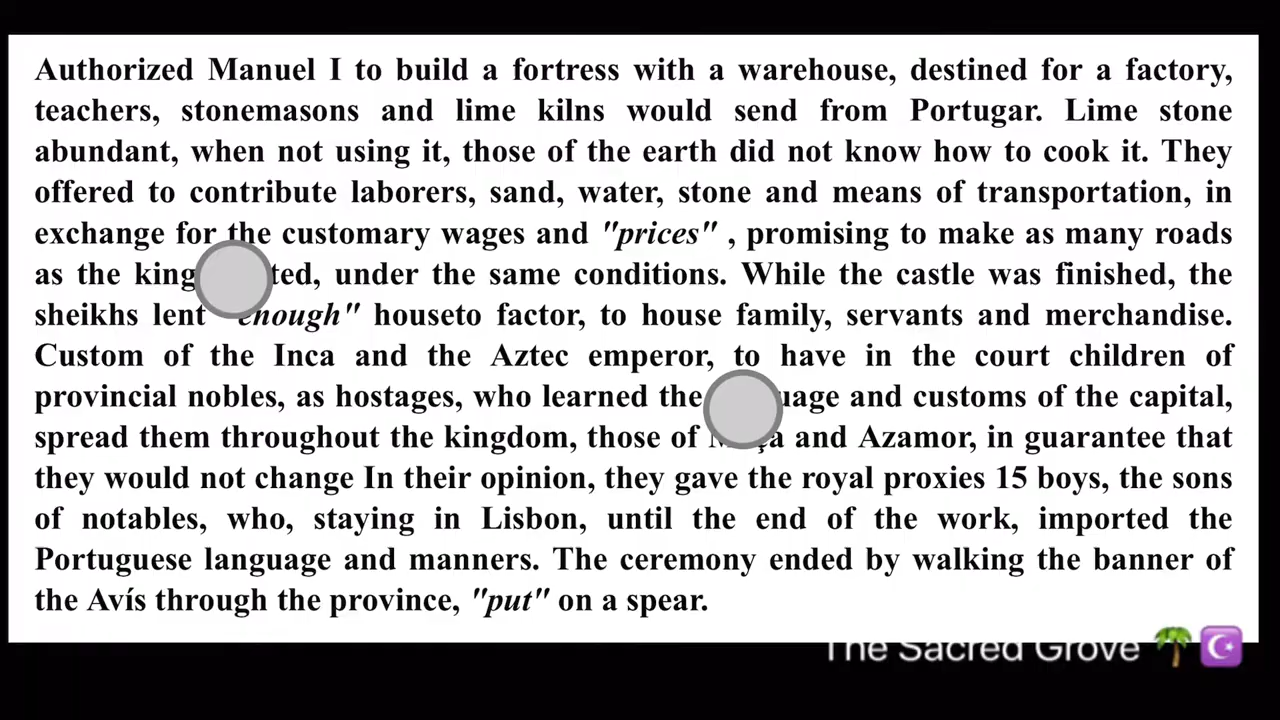 Authorized Manuel I to build a fortress with a warehouse, destined for a factory,
teachers, stonemasons and lime kilns would send from Portugar. Lime stone
abundant, when not using it, those of the earth did not know how to cook it. They
offered to contribute laborers, sand, water, stone and means of transportation, in
exchange for the customary wages and "prices" , promising to make as many roads
as the king under the same conditions. While the castle was finished, the
sheikhs lent "enough" houseto factor, to house family, servants and merchandise.
Custom of the Inca and the Aztec emperor, to have in the court children of
provincial nobles, as hostages, who learned the and customs of the capital,
spread them throughout the kingdom, those of and Azamor, in guarantee that
they would not change In their opinion, they gave the royal proxies 15 boys, the sons
of notables, who, staying in Lisbon, until the end of the work, imported the
Portuguese language and manners. The ceremony ended by walking the banner of
the Avís through the province, "put" on a spear.
The Sacred Grove